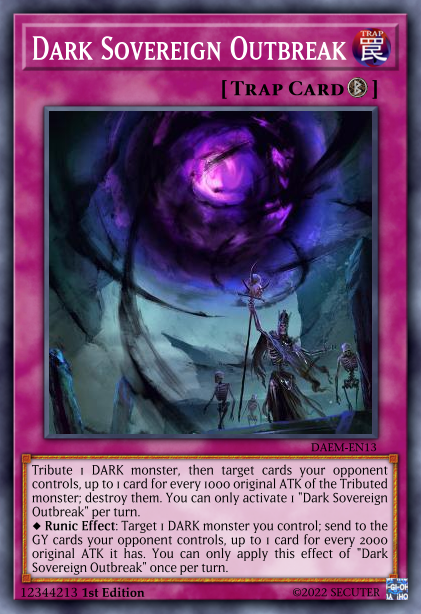 DARK SOVEREIGN OUTBREAK
TRAP
罠
[TRAP CARD ]
DAEM-EN13
Tribute 1 DARK monster, then target cards your opponent
controls, up to 1 card for every 1000 original ATK of the Tributed
monster; destroy them. You can only activate 1 "Dark Sovereign
Outbreak" per turn.
◆ Runic Effect: Target 1 DARK monster you control; send to the
GY cards your opponent controls, up to 1 card for every 2000
original ATK it has. You can only apply this effect of "Dark
Sovereign Outbreak" once per turn.
12344213 1st Edition
©2022 SECUTER